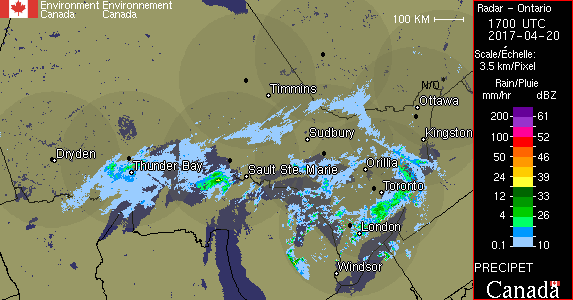 Environment Environnement
Canada Canada
Radar - Ontario
1700 UTC
2017-04-20
100 KM
Scale/Échelle:
3.5 km/Pixel
Rain/Pluie
mm/hr dBZ
200 61
100 52
50 46
24 39
12 33
4 26
1 20
0.1 10
PRECIPET
Canada
Timmins
Ottawa
Sudbury
Kingston
Dryden
Thunder Bay
Sault Ste. Marie
Orillia
Toronto
London
Windsor